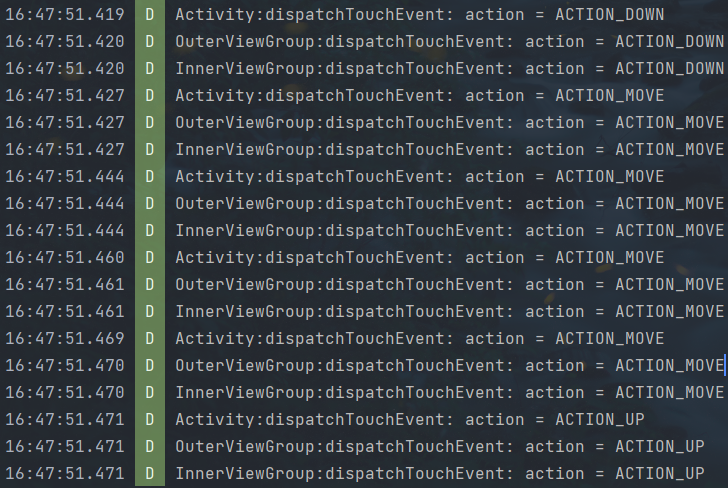 16:47:51.419 D Activity:dispatchTouchEvent: action = ACTION_DOWN
16:47:51.420 D OuterViewGroup:dispatchTouchEvent: action = ACTION_DOWN
16:47:51.420 D InnerViewGroup:dispatchTouchEvent: action = ACTION_DOWN
16:47:51.427 D Activity:dispatchTouchEvent: action = ACTION_MOVE
16:47:51.427 D OuterViewGroup:dispatchTouchEvent: action = ACTION_MOVE
16:47:51.427 D InnerViewGroup:dispatchTouchEvent: action = ACTION_MOVE
16:47:51.444 D Activity:dispatchTouchEvent: action = ACTION_MOVE
16:47:51.444 D OuterViewGroup:dispatchTouchEvent: action = ACTION_MOVE
16:47:51.444 D InnerViewGroup:dispatchTouchEvent: action = ACTION_MOVE
16:47:51.460 D Activity:dispatchTouchEvent: action = ACTION_MOVE
16:47:51.461 D OuterViewGroup:dispatchTouchEvent: action = ACTION_MOVE
16:47:51.461 D InnerViewGroup:dispatchTouchEvent: action = ACTION_MOVE
16:47:51.469 D Activity:dispatchTouchEvent: action = ACTION_MOVE
16:47:51.470 D OuterViewGroup:dispatchTouchEvent: action = ACTION_MOVE
16:47:51.470 D InnerViewGroup:dispatchTouchEvent: action = ACTION_MOVE
16:47:51.471 D Activity:dispatchTouchEvent: action = ACTION_UP
16:47:51.471 D OuterViewGroup:dispatchTouchEvent: action = ACTION_UP
16:47:51.471 D InnerViewGroup:dispatchTouchEvent: action = ACTION_UP